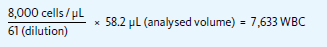 8,000 cells/µL
61 (dilution)
× 58.2 µL (analysed volume) = 7,633 WBC